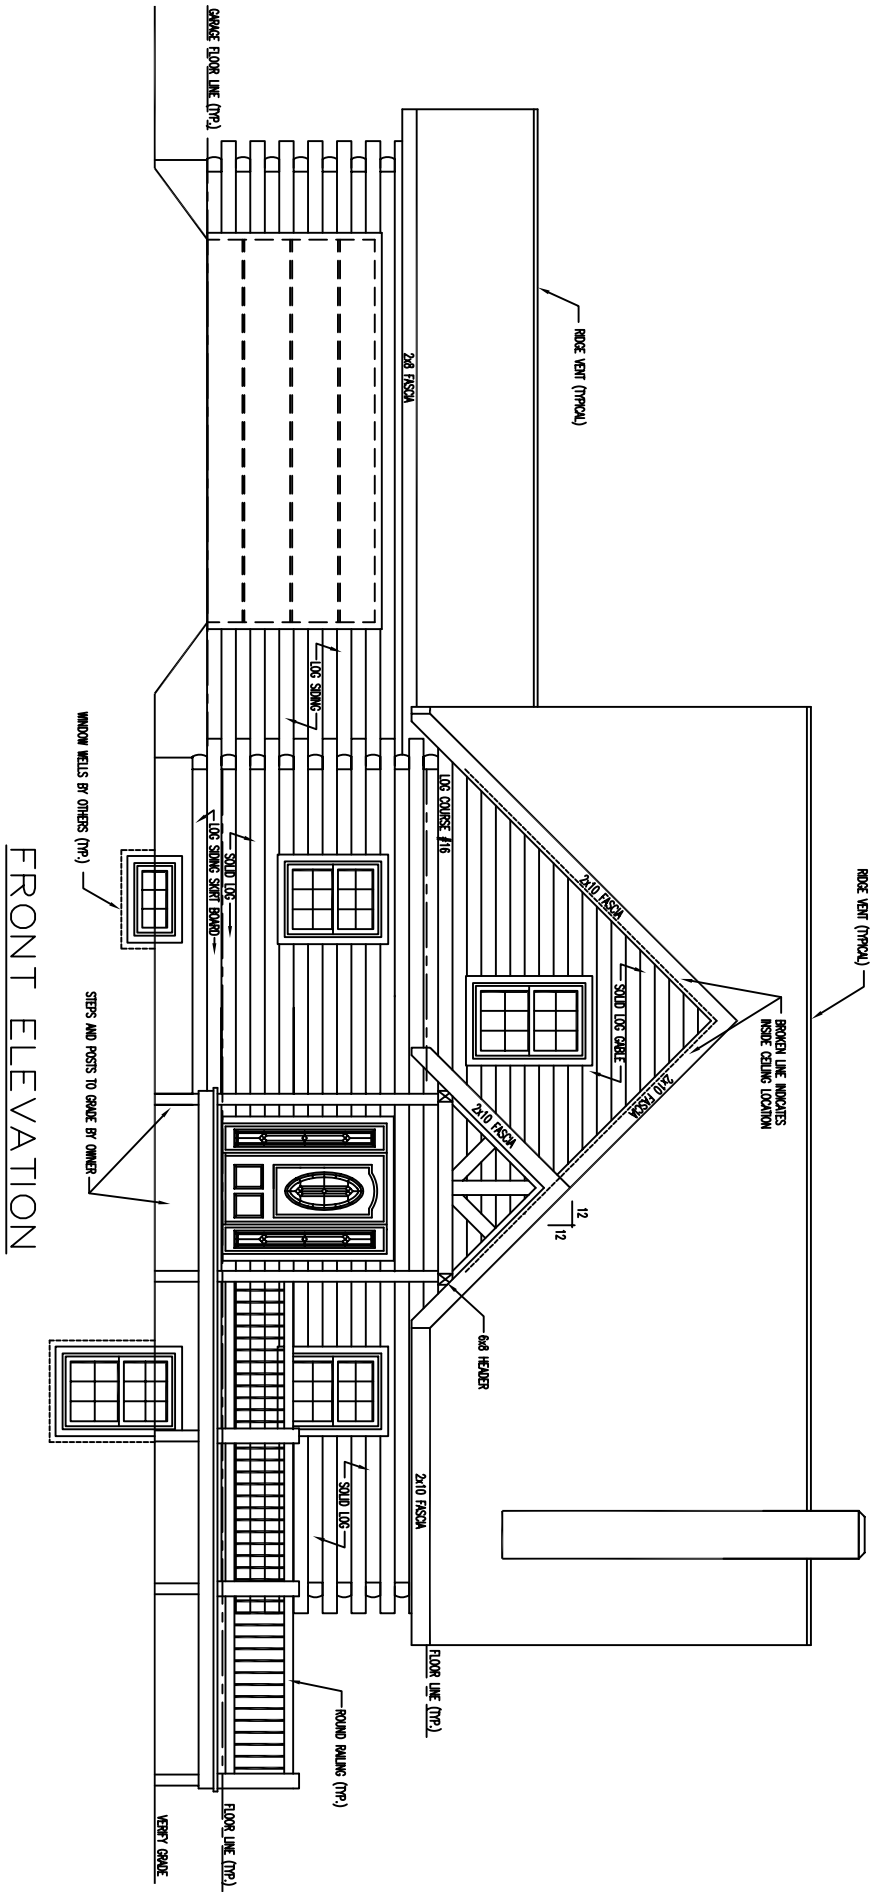 RIDGE VENT (TYPICAL)
RIDGE VENT (TYPICAL)
BROKEN LINE INDICATES
INSIDE CEILING LOCATION
2x10 FASCIA
2x10 FASCIA
SOLID LOG GABLE
12
12
2x10 FASCIA
6x8 HEADER
2x8 FASCIA
LOG COURSE #16
2x10 FASCIA
FLOOR LINE (TYP.)
LOG SIDING
SOLID LOG
ROUND RAILING (TYP.)
SOLID LOG
LOG SIDING SKIRT BOARD
GARAGE FLOOR LINE (TYP.)
FLOOR LINE (TYP.)
VERIFY GRADE
WINDOW WELLS BY OTHERS (TYP.)
STEPS AND POSTS TO GRADE BY OWNER
FRONT ELEVATION